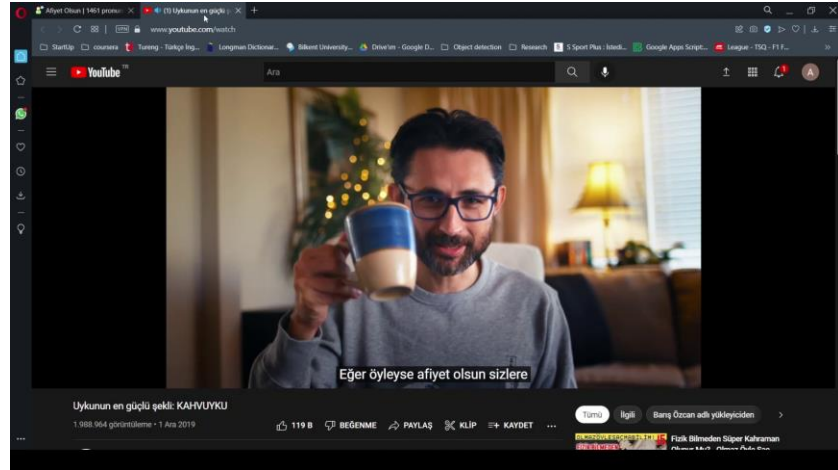 Afiyet Olsun | 1461 pronun
(1) Uykunun en güçlü ş
VPN
www.youtube.com/watch
StartUp
coursera
Tureng - Türkçe İng...
Longman Dictionar...
Bilkent University...
Drive'ım - Google D...
Object detection
Research
S Sport Plus : İstedi...
Google Apps Script...
League - TSQ - F1 F...
YouTube TR
Ara
A
Eğer öyleyse afiyet olsun sizlere
Uykunun en güçlü şekli: KAHVUYKU
1.988.964 görüntüleme • 1 Ara 2019
119 B
BEĞENME
PAYLAŞ
KLİP
KAYDET
Tümü
İlgili
Barış Özcan adlı yükleyiciden
Fizik Bilmeden Süper Kahraman